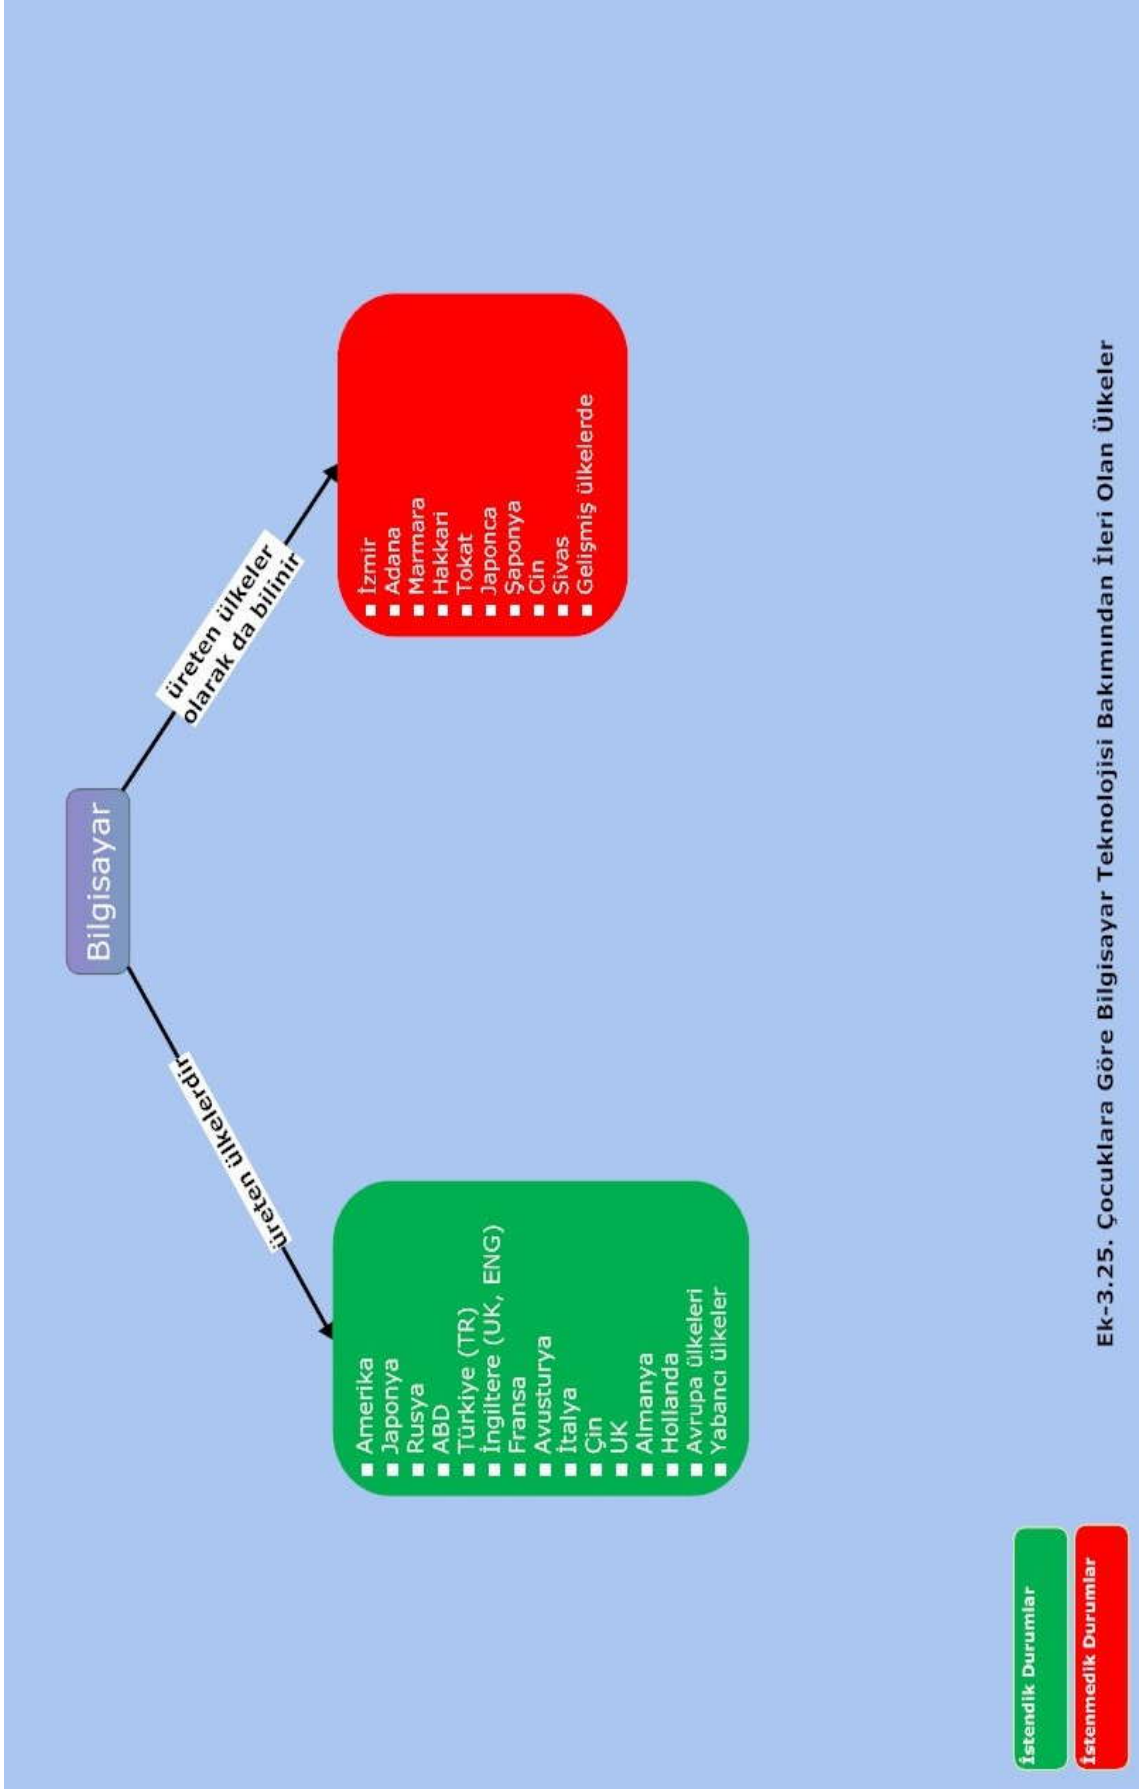 Bilgisayar
üreten ülkelerdir
üreten ülkeler
olarak da bilinir
▪ Amerika
▪ Japonya
▪ Rusya
▪ ABD
▪ Türkiye (TR)
▪ İngiltere (UK, ENG)
▪ Fransa
▪ Avusturya
▪ İtalya
▪ Çin
▪ UK
▪ Almanya
▪ Hollanda
▪ Avrupa ülkeleri
▪ Yabancı ülkeler
▪ İzmir
▪ Adana
▪ Marmara
▪ Hakkari
▪ Tokat
▪ Japonca
▪ Şaponya
▪ Cin
▪ Sivas
▪ Gelişmiş ülkelerde
İstendik Durumlar
İstenmedik Durumlar
Ek-3.25. Çocuklara Göre Bilgisayar Teknolojisi Bakımından İleri Olan Ülkeler